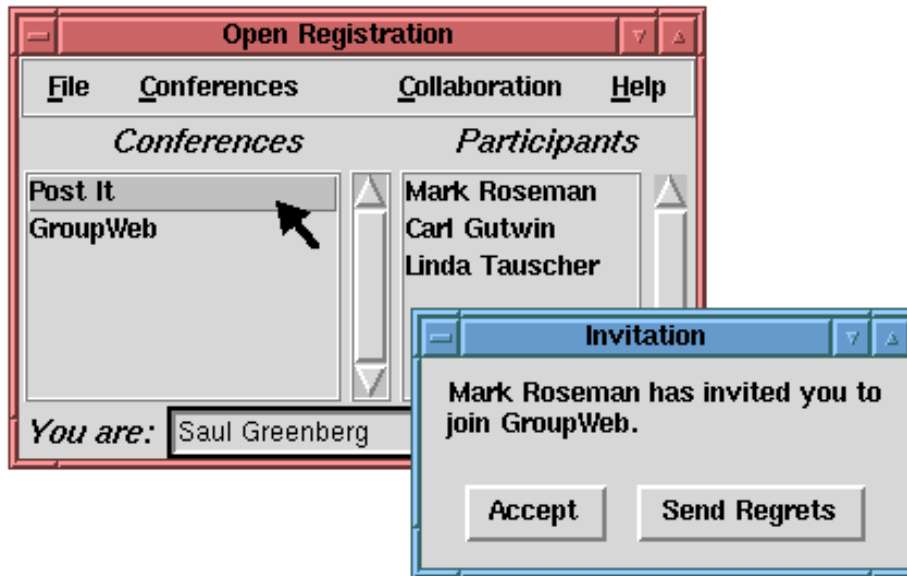 Open Registration
File Conferences Collaboration Help
Conferences Participants
Post It
GroupWeb
Mark Roseman
Carl Gutwin
Linda Tauscher
You are: Saul Greenberg
Invitation
Mark Roseman has invited you to
join GroupWeb.
Accept Send Regrets